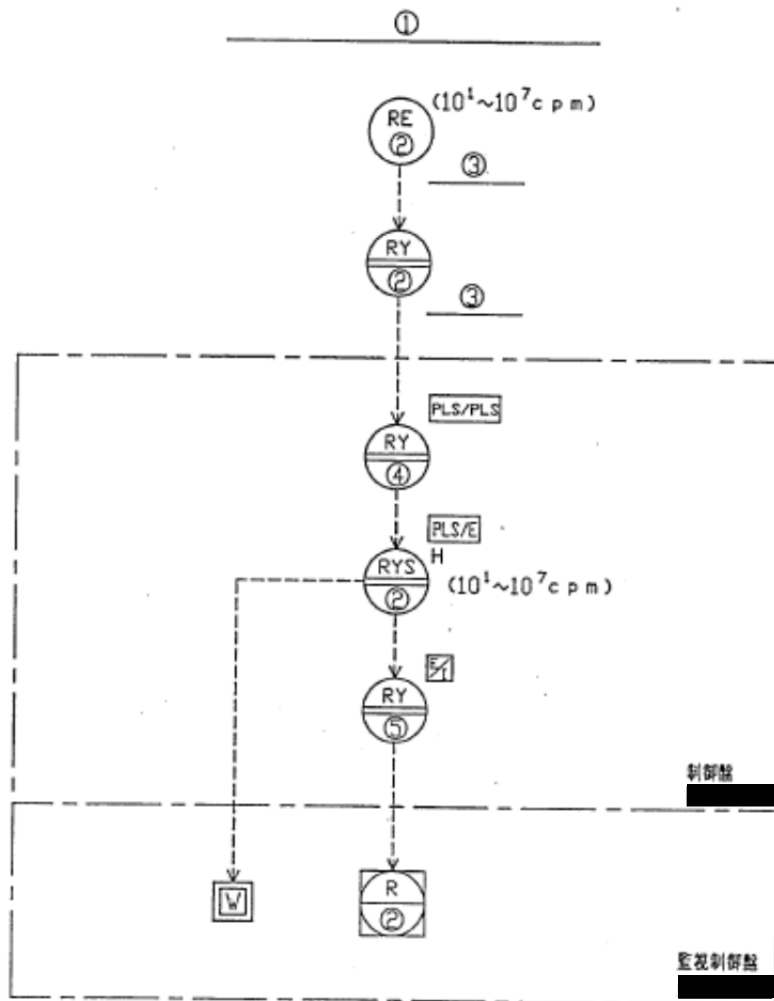 ①
RE
②
(10¹~10⁷cpm)
③
RY
②
③
PLS/PLS
RY
④
PLS/E
H
RYS
②
(10¹~10⁷cpm)
E/I
RY
⑤
制御盤
W
R
②
監視制御盤